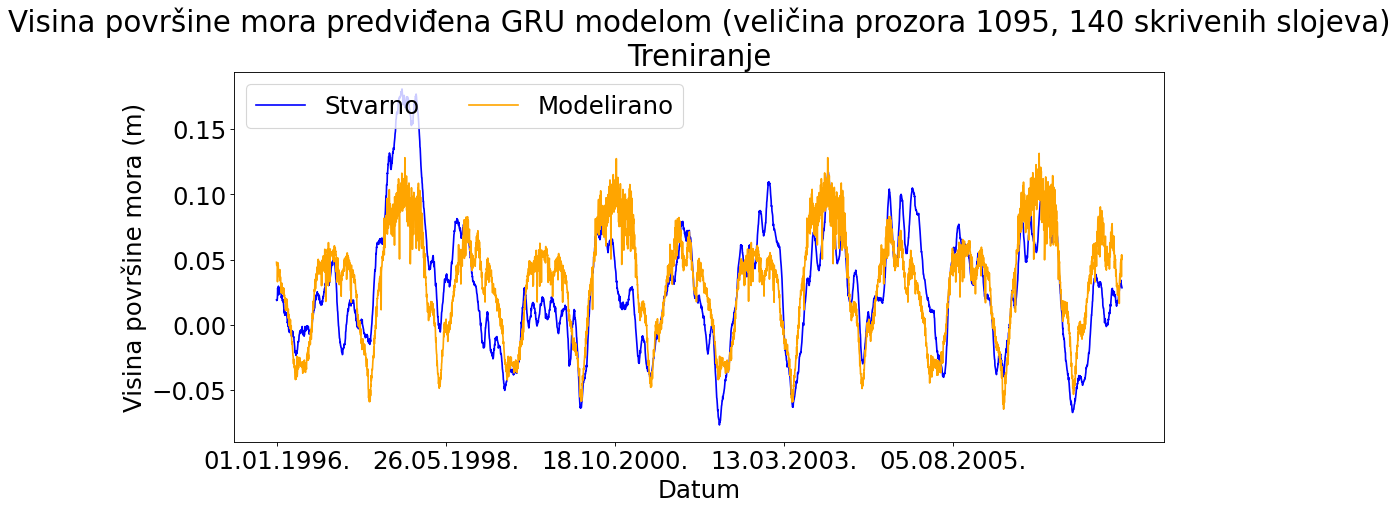 Visina površine mora predviđena GRU modelom (veličina prozora 1095, 140 skrivenih slojeva)
Treniranje
Stvarno
Modelirano
Visina površine mora (m)
0.15
0.10
0.05
0.00
−0.05
01.01.1996.
26.05.1998.
18.10.2000.
13.03.2003.
05.08.2005.
Datum